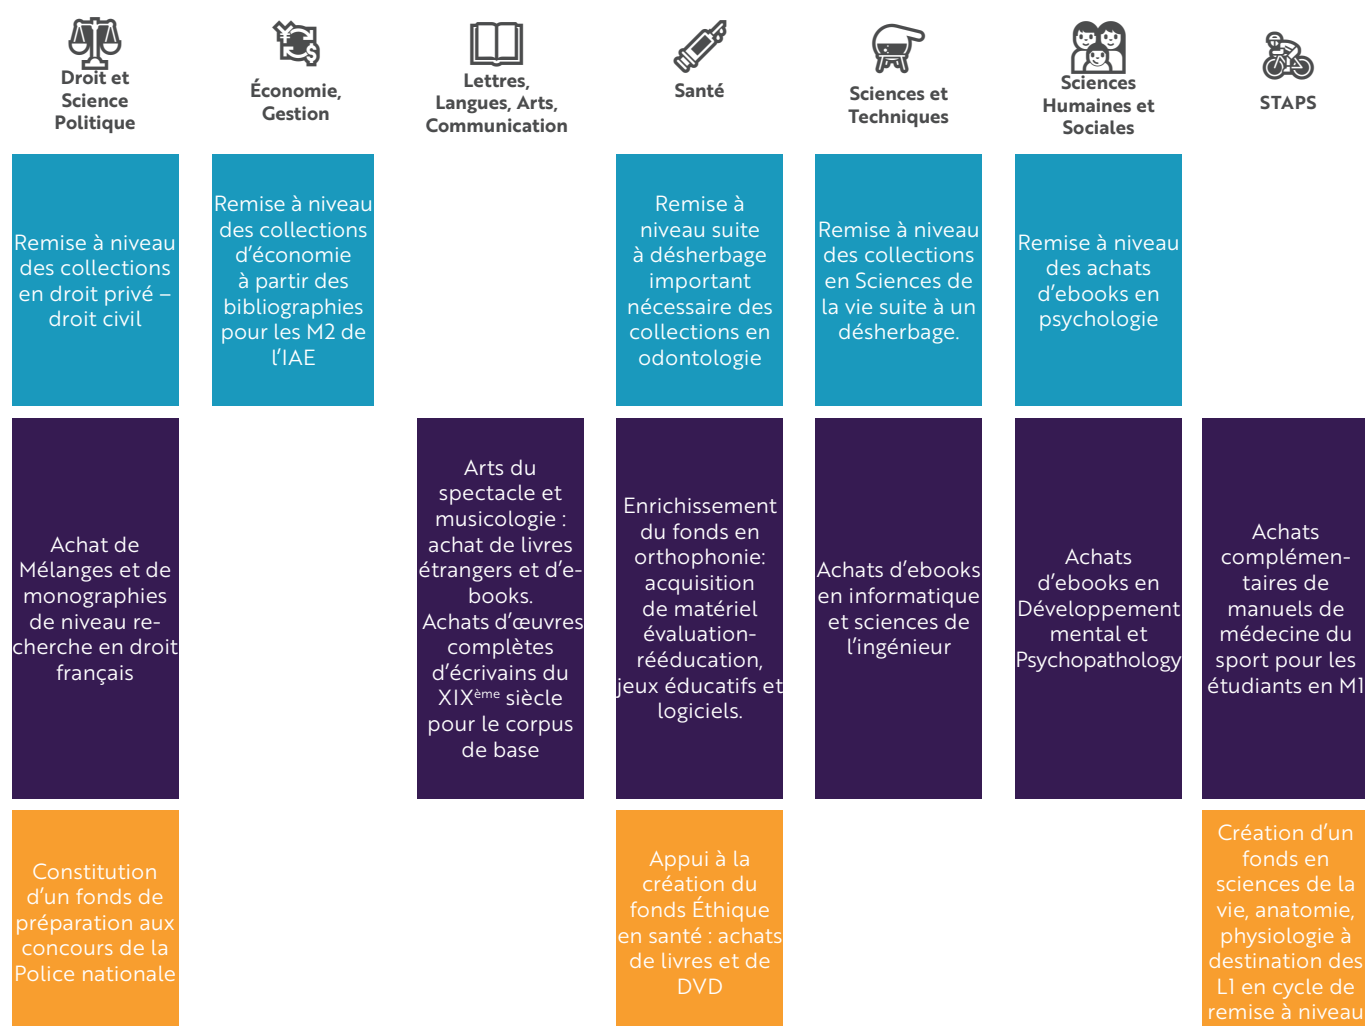 Droit et
Science
Politique
Économie,
Gestion
Lettres,
Langues, Arts,
Communication
Santé
Sciences et
Techniques
Sciences
Humaines et
Sociales
STAPS
Remise à niveau
des collections
en droit privé –
droit civil
Remise à niveau
des collections
d’économie
à partir des
bibliographies
pour les M2 de
l’IAE
Remise à
niveau suite
à désherbage
important
nécessaire des
collections en
odontologie
Remise à niveau
des collections
en Sciences de
la vie suite à un
désherbage.
Remise à niveau
des achats
d’ebooks en
psychologie
Achat de
Mélanges et de
monographies
de niveau re-
cherche en droit
français
Arts du
spectacle et
musicologie :
achat de livres
étrangers et d’e-
books.
Achats d’œuvres
complètes
d’écrivains du
XIXème siècle
pour le corpus
de base
Enrichissement
du fonds en
orthophonie:
acquisition
de matériel
évaluation-
rééducation,
jeux éducatifs et
logiciels.
Achats d’ebooks
en informatique
et sciences de
l’ingénieur
Achats
d’ebooks en
Développement
mental et
Psychopathology
Achats
complémen-
taires de
manuels de
médecine du
sport pour les
étudiants en M1
Constitution
d’un fonds de
préparation aux
concours de la
Police nationale
Appui à la
création du
fonds Éthique
en santé : achats
de livres et de
DVD
Création d’un
fonds en
sciences de la
vie, anatomie,
physiologie à
destination des
L1 en cycle de
remise à niveau